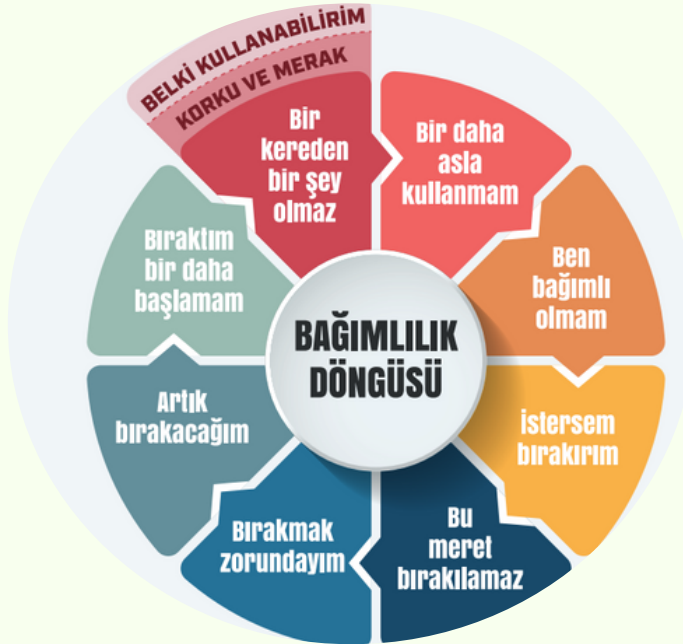 BELKİ KULLANABİLİRİM
KORKU VE MERAK
Bir
kereden
bir şey
olmaz
Bir daha
asla
kullanmam
Ben
bağımlı
olmam
İstersem
bırakırım
Bu
meret
bırakılamaz
Bırakmak
zorundayım
Artık
bırakacağım
Bıraktım
bir daha
başlamam
BAĞIMLILIK
DÖNGÜSÜ